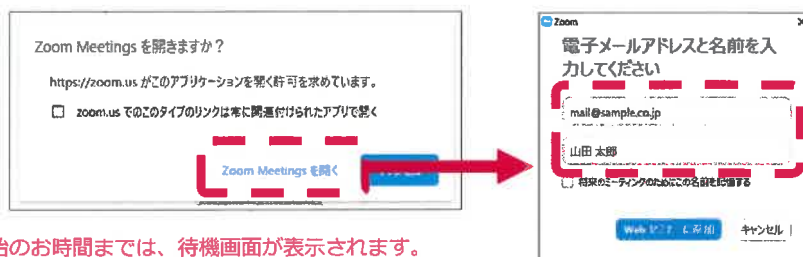 Zoom Meetings を開きますか？
https://zoom.us がこのアプリケーションを開く許可を求めています。
zoom.us でのこのタイプのリンクは常に関連付けられたアプリで開く
Zoom Meetings を開く
Zoom
電子メールアドレスと名前を入
力してください
mail@sample.co.jp
山田 太郎
将来のミーティングのためにこの名前を記憶する
Web
キャンセル
始のお時間までは、待機画面が表示されます。